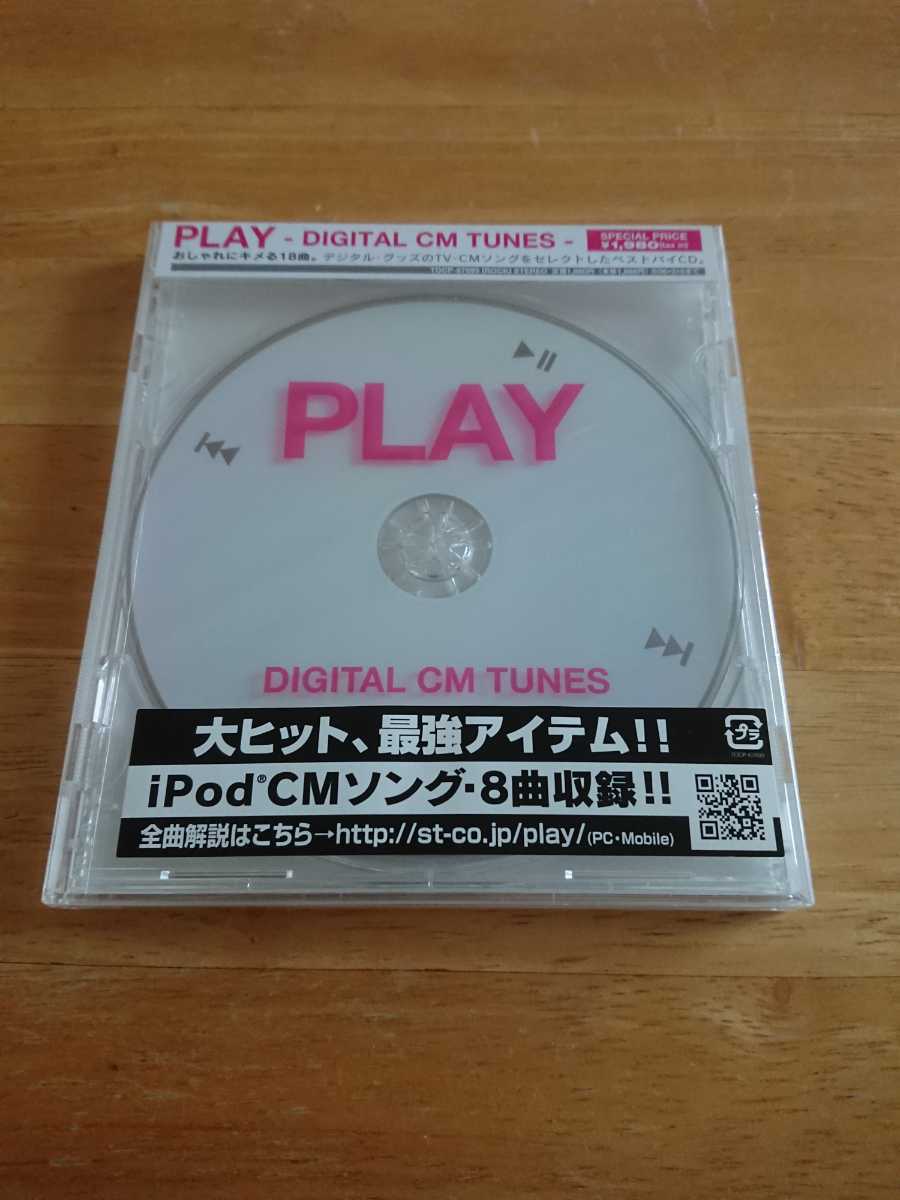 PLAY - DIGITAL CM TUNES -
SPECIAL PRICE
¥1,980(tax in)
おしゃれにキメる18曲。デジタル・グッズのTV-CMソングをセレクトしたベストバイCD。
PLAY
DIGITAL CM TUNES
大ヒット、最強アイテム!!
プラ
iPod®CMソング・8曲収録!!
全曲解説はこちら→http://st-co.jp/play/(PC・Mobile)